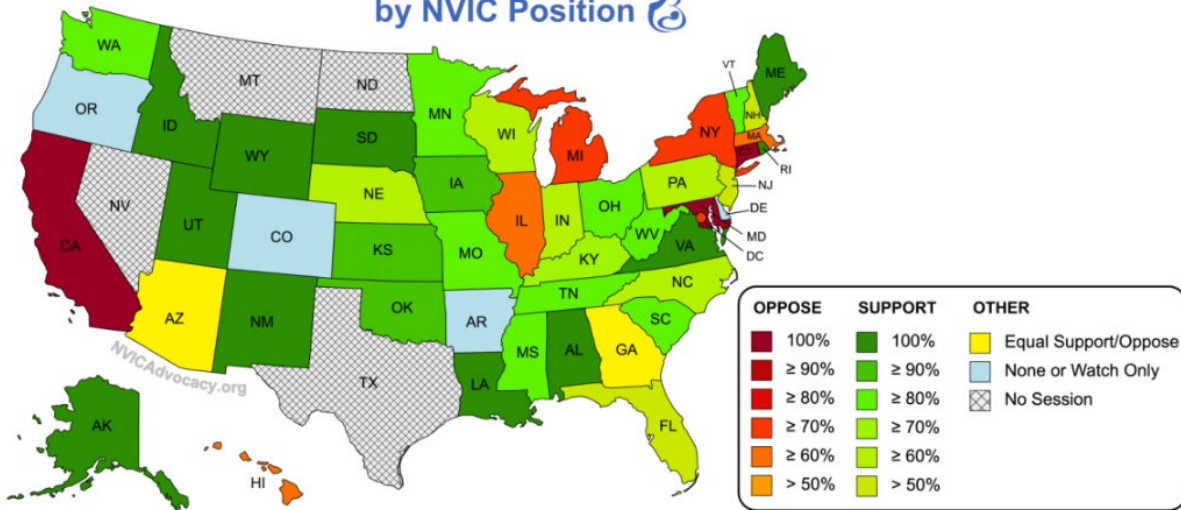 by NVIC Position
WA
MT
ND
MN
VT
ME
OR
ID
SD
WI
NH
WY
MI
NY
MA
CT
RI
NE
IA
PA
NJ
NV
UT
CO
IL
IN
OH
DE
CA
KS
MO
WV
VA
MD
KY
DC
AZ
NM
OK
AR
TN
NC
SC
MS
AL
GA
NVICAdvocacy.org
TX
LA
FL
AK
HI
OPPOSE SUPPORT OTHER
100% 100% Equal Support/Oppose
≥ 90% ≥ 90% None or Watch Only
≥ 80% ≥ 80% No Session
≥ 70% ≥ 70%
≥ 60% ≥ 60%
> 50% > 50%